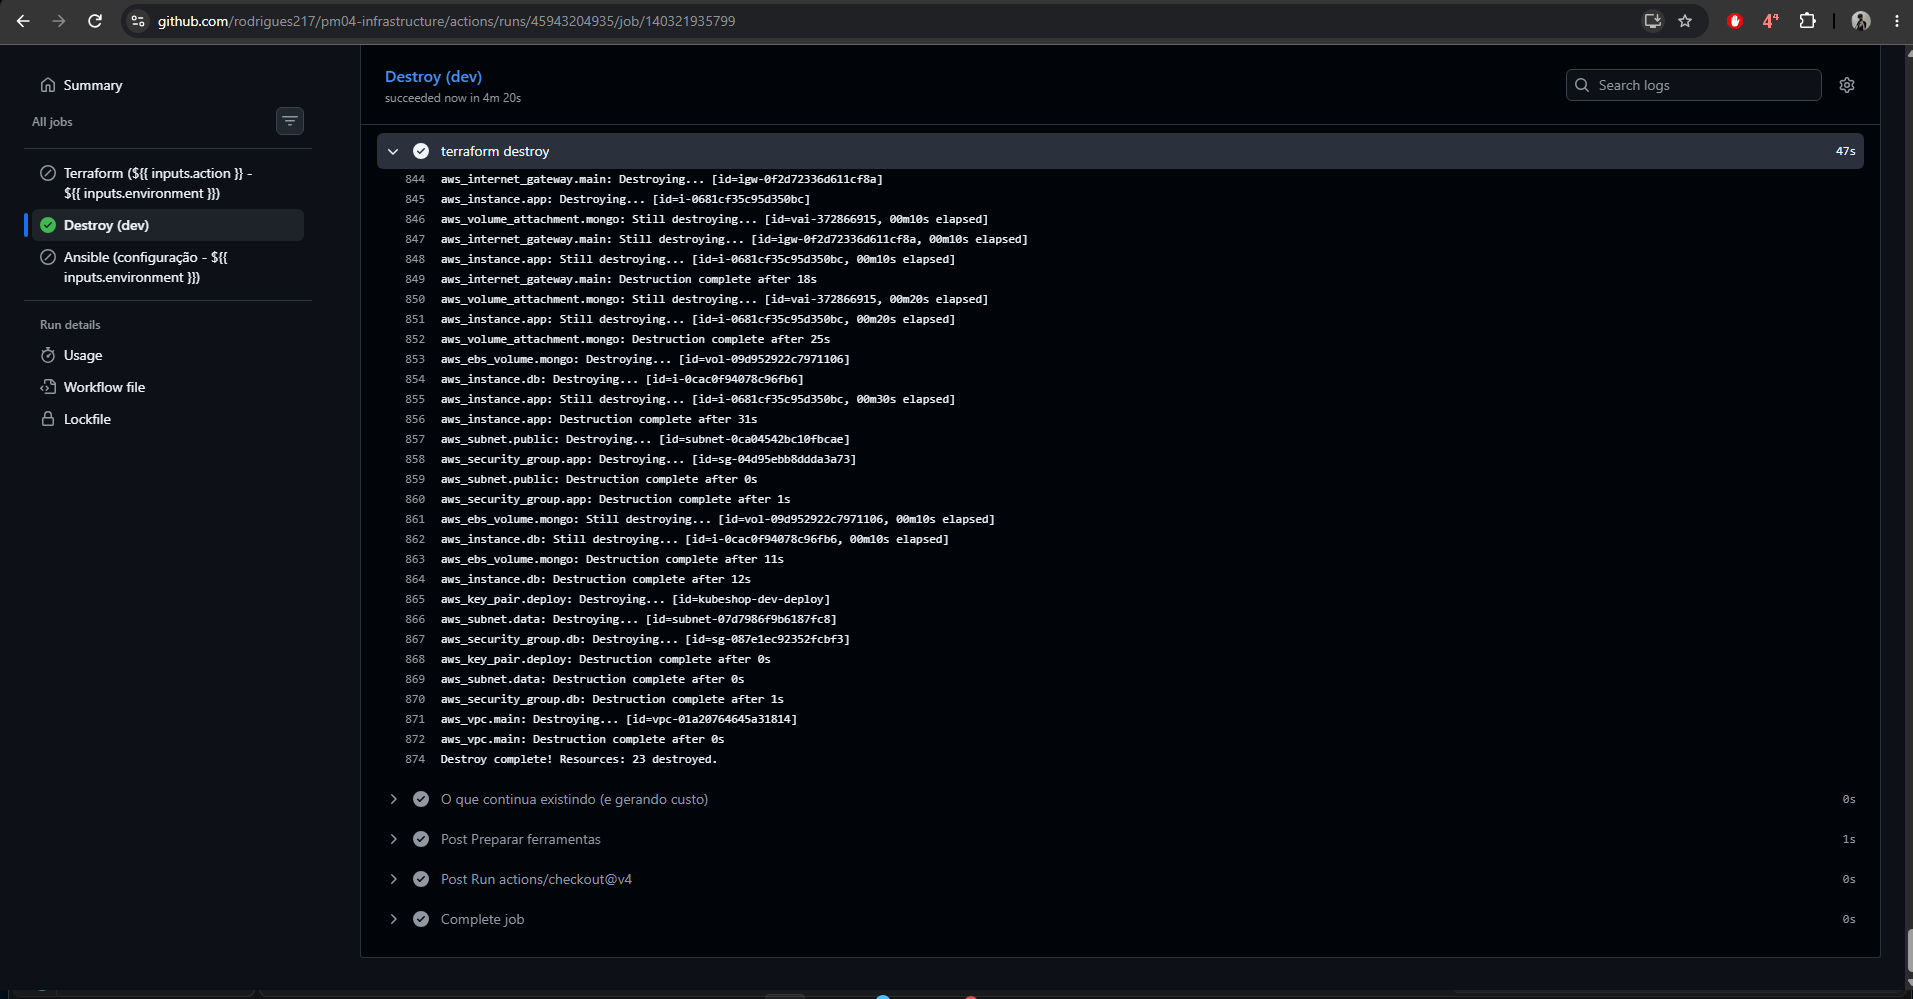 github.com/rodrigues217/pm04-infrastructure/actions/runs/45943204935/job/140321935799
Summary
All jobs
Terraform (${{ inputs.action }} -
${{ inputs.environment }})
Destroy (dev)
Ansible (configuração - ${{
inputs.environment }})
Run details
Usage
Workflow file
Lockfile
Destroy (dev)
succeeded now in 4m 20s
Search logs
terraform destroy
47s
844 aws_internet_gateway.main: Destroying... [id=igw-0f2d72336d611cf8a]
845 aws_instance.app: Destroying... [id=i-0681cf35c95d350bc]
846 aws_volume_attachment.mongo: Still destroying... [id=vai-372866915, 00m10s elapsed]
847 aws_internet_gateway.main: Still destroying... [id=igw-0f2d72336d611cf8a, 00m10s elapsed]
848 aws_instance.app: Still destroying... [id=i-0681cf35c95d350bc, 00m10s elapsed]
849 aws_internet_gateway.main: Destruction complete after 18s
850 aws_volume_attachment.mongo: Still destroying... [id=vai-372866915, 00m20s elapsed]
851 aws_instance.app: Still destroying... [id=i-0681cf35c95d350bc, 00m20s elapsed]
852 aws_volume_attachment.mongo: Destruction complete after 25s
853 aws_ebs_volume.mongo: Destroying... [id=vol-09d952922c7971106]
854 aws_instance.db: Destroying... [id=i-0cac0f94078c96fb6]
855 aws_instance.app: Still destroying... [id=i-0681cf35c95d350bc, 00m30s elapsed]
856 aws_instance.app: Destruction complete after 31s
857 aws_subnet.public: Destroying... [id=subnet-0ca04542bc10fbcae]
858 aws_security_group.app: Destroying... [id=sg-04d95ebb8ddda3a73]
859 aws_subnet.public: Destruction complete after 0s
860 aws_security_group.app: Destruction complete after 1s
861 aws_ebs_volume.mongo: Still destroying... [id=vol-09d952922c7971106, 00m10s elapsed]
862 aws_instance.db: Still destroying... [id=i-0cac0f94078c96fb6, 00m10s elapsed]
863 aws_ebs_volume.mongo: Destruction complete after 11s
864 aws_instance.db: Destruction complete after 12s
865 aws_key_pair.deploy: Destroying... [id=kubeshop-dev-deploy]
866 aws_subnet.data: Destroying... [id=subnet-07d7986f9b6187fc8]
867 aws_security_group.db: Destroying... [id=sg-087e1ec92352fcbf3]
868 aws_key_pair.deploy: Destruction complete after 0s
869 aws_subnet.data: Destruction complete after 0s
870 aws_security_group.db: Destruction complete after 1s
871 aws_vpc.main: Destroying... [id=vpc-01a20764645a31814]
872 aws_vpc.main: Destruction complete after 0s
874 Destroy complete! Resources: 23 destroyed.
O que continua existindo (e gerando custo)
0s
Post Preparar ferramentas
1s
Post Run actions/checkout@v4
0s
Complete job
0s